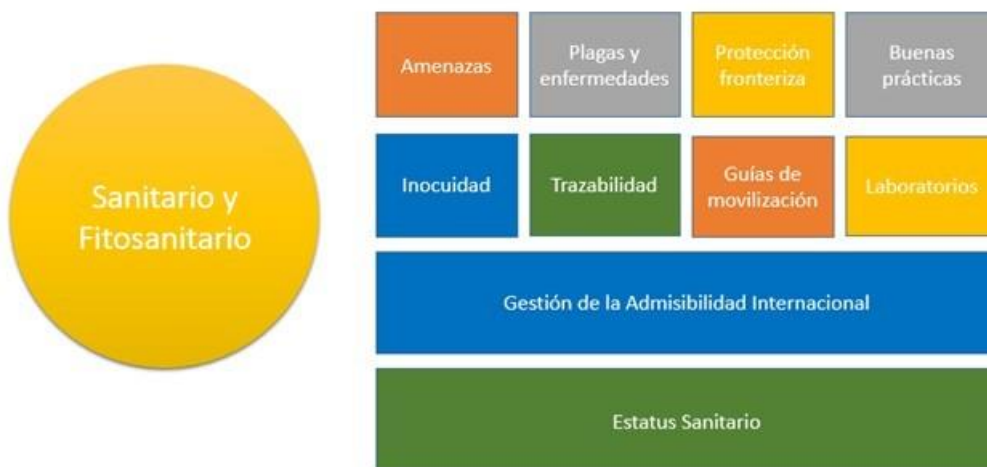 Sanitario y
Fitosanitario
Amenazas
Plagas y
enfermedades
Protección
fronteriza
Buenas
prácticas
Inocuidad
Trazabilidad
Guías de
movilización
Laboratorios
Gestión de la Admisibilidad Internacional
Estatus Sanitario